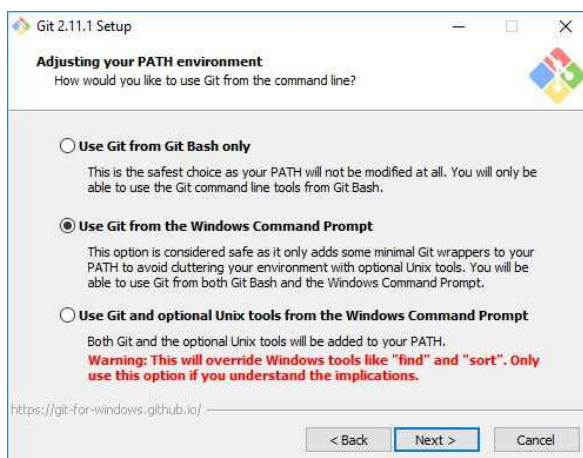 Git 2.11.1 Setup
Adjusting your PATH environment
How would you like to use Git from the command line?
Use Git from Git Bash only
This is the safest choice as your PATH will not be modified at all. You will only be
able to use the Git command line tools from Git Bash.
Use Git from the Windows Command Prompt
This option is considered safe as it only adds some minimal Git wrappers to your
PATH to avoid cluttering your environment with optional Unix tools. You will be
able to use Git from both Git Bash and the Windows Command Prompt.
Use Git and optional Unix tools from the Windows Command Prompt
Both Git and the optional Unix tools will be added to your PATH.
Warning: This will override Windows tools like "find" and "sort". Only
use this option if you understand the implications.
https://git-for-windows.github.io/
< Back Next > Cancel